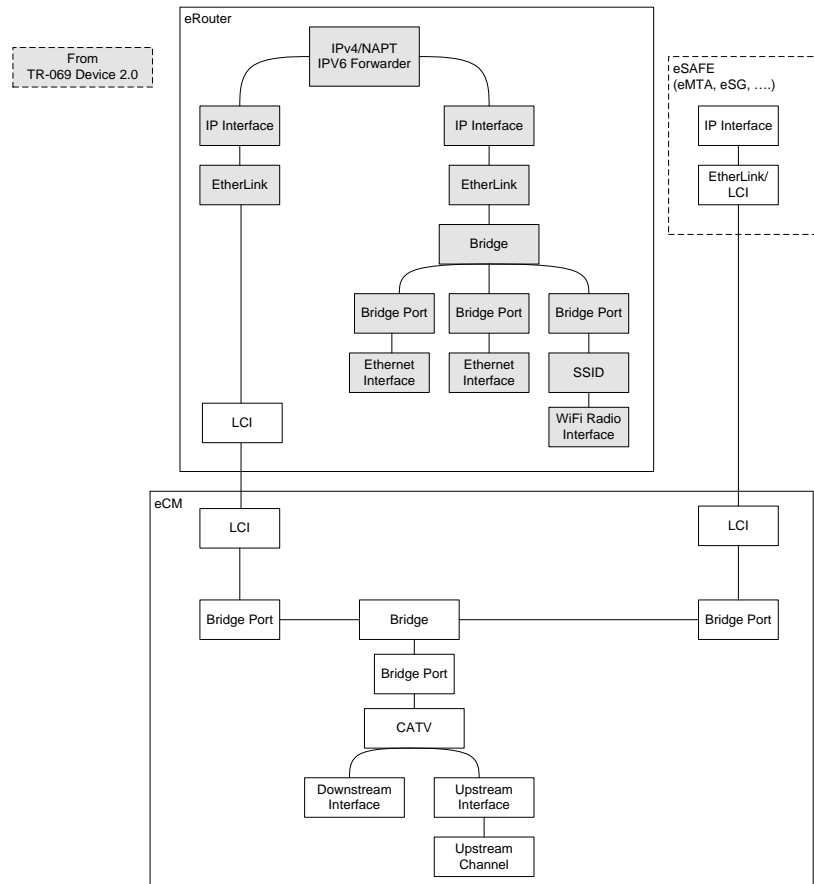 eRouter
From
TR-069 Device 2.0
IPv4/NAPT
IPV6 Forwarder
eSAFE
(eMTA, eSG, ….)
IP Interface
IP Interface
IP Interface
EtherLink
EtherLink
EtherLink/
LCI
Bridge
Bridge Port
Bridge Port
Bridge Port
Ethernet
Interface
Ethernet
Interface
SSID
WiFi Radio
Interface
LCI
eCM
LCI
LCI
Bridge Port
Bridge
Bridge Port
Bridge Port
CATV
Downstream
Interface
Upstream
Interface
Upstream
Channel